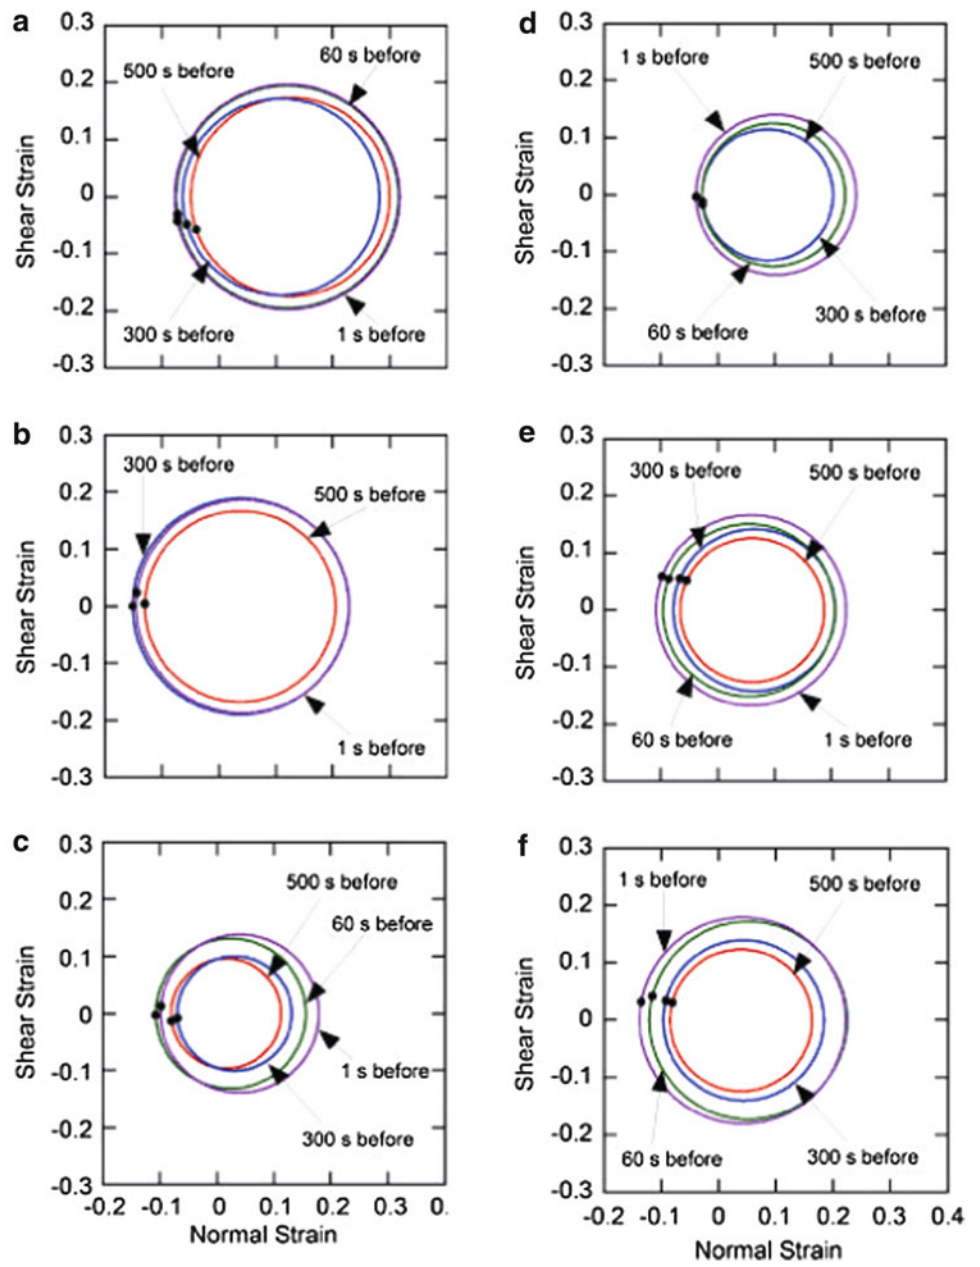 a
0.3
0.2
0.1
0
-0.1
-0.2
-0.3
Shear Strain
500 s before
60 s before
300 s before
1 s before
d
0.3
0.2
0.1
0
-0.1
-0.2
-0.3
Shear Strain
1 s before
500 s before
60 s before
300 s before
b
0.3
0.2
0.1
0
-0.1
-0.2
-0.3
Shear Strain
300 s before
500 s before
1 s before
e
0.3
0.2
0.1
0
-0.1
-0.2
-0.3
Shear Strain
300 s before
500 s before
60 s before
1 s before
c
0.3
0.2
0.1
0
-0.1
-0.2
-0.3
Shear Strain
500 s before
60 s before
1 s before
300 s before
-0.2 -0.1 0 0.1 0.2 0.3 0.
Normal Strain
f
0.3
0.2
0.1
0
-0.1
-0.2
-0.3
Shear Strain
1 s before
500 s before
60 s before
300 s before
-0.2 -0.1 0 0.1 0.2 0.3 0.4
Normal Strain